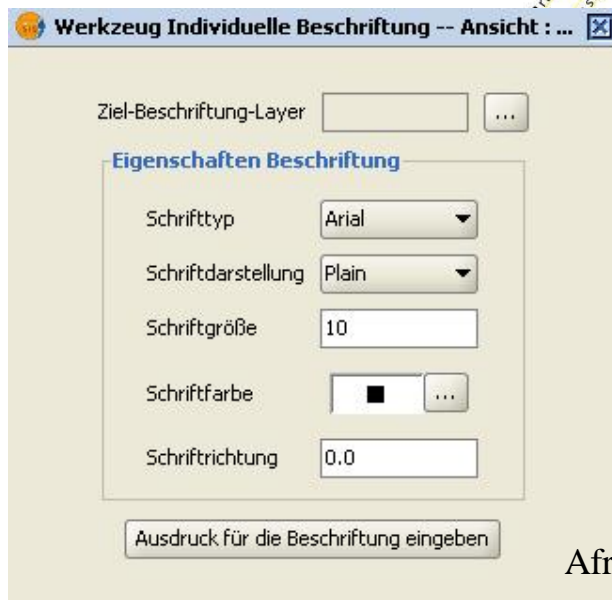 Werkzeug Individuelle Beschriftung -- Ansicht : ...
Ziel-Beschriftung-Layer ...
Eigenschaften Beschriftung
Schrifttyp Arial
Schriftdarstellung Plain
Schriftgröße 10
Schriftfarbe ...
Schriftrichtung 0.0
Ausdruck für die Beschriftung eingeben
Afr